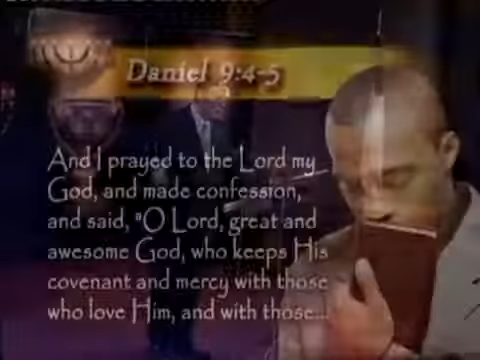 Daniel 9:4-5
And I prayed to the Lord my
God, and made confession,
and said, "O Lord, great and
awesome God, who keeps His
covenant and mercy with those
who love Him, and with those...